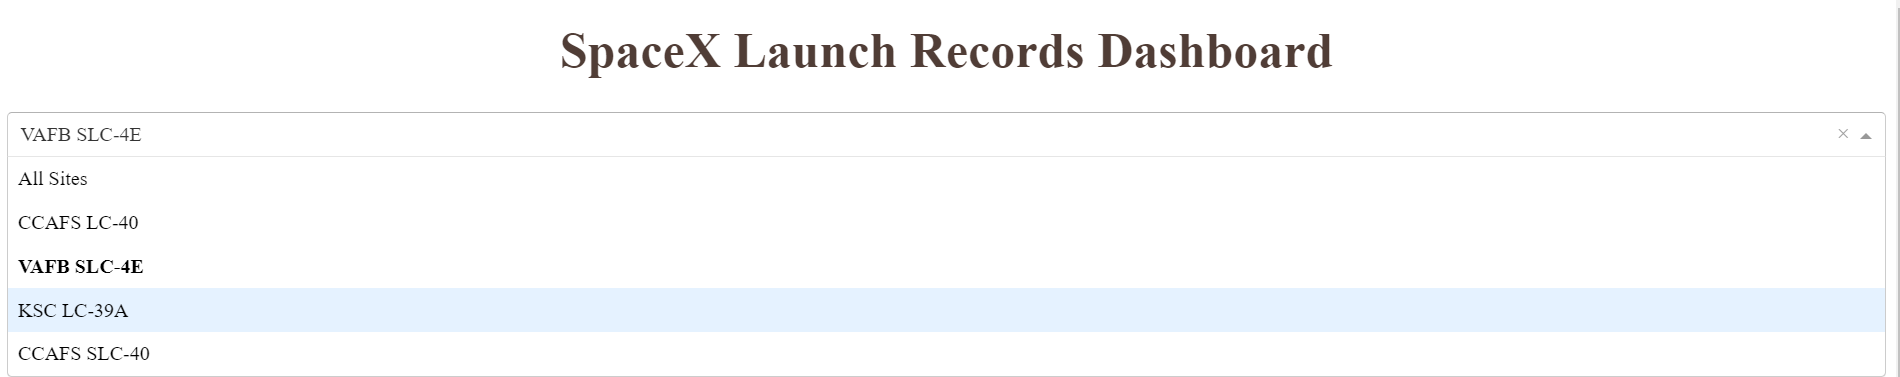 SpaceX Launch Records Dashboard
VAFB SLC-4E
All Sites
CCAFS LC-40
VAFB SLC-4E
KSC LC-39A
CCAFS SLC-40